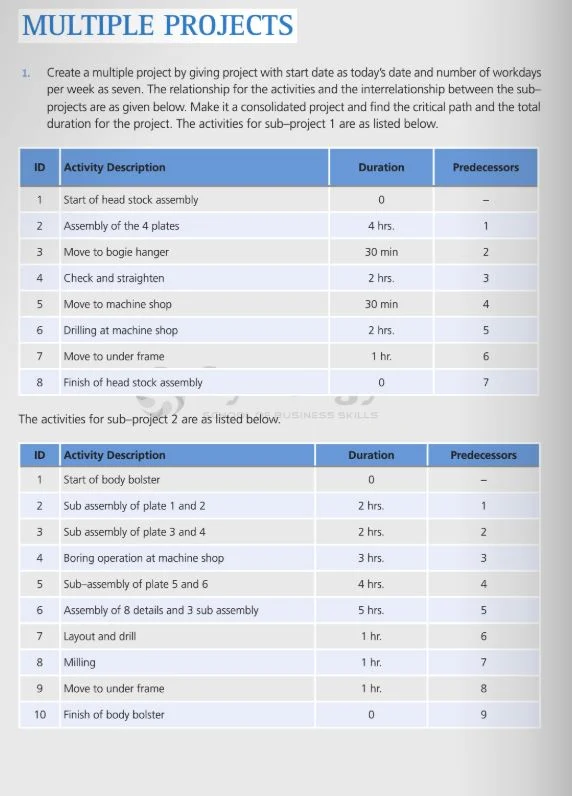 MULTIPLE PROJECTS
1. Create a multiple project by giving project with start date as today's date and number of workdays
per week as seven. The relationship for the activities and the interrelationship between the sub–
projects are as given below. Make it a consolidated project and find the critical path and the total
duration for the project. The activities for sub–project 1 are as listed below.
ID Activity Description Duration Predecessors
1 Start of head stock assembly 0 –
2 Assembly of the 4 plates 4 hrs. 1
3 Move to bogie hanger 30 min 2
4 Check and straighten 2 hrs. 3
5 Move to machine shop 30 min 4
6 Drilling at machine shop 2 hrs. 5
7 Move to under frame 1 hr. 6
8 Finish of head stock assembly 0 7
SCHOOL OF BUSINESS SKILLS
The activities for sub–project 2 are as listed below.
ID Activity Description Duration Predecessors
1 Start of body bolster 0 –
2 Sub assembly of plate 1 and 2 2 hrs. 1
3 Sub assembly of plate 3 and 4 2 hrs. 2
4 Boring operation at machine shop 3 hrs. 3
5 Sub–assembly of plate 5 and 6 4 hrs. 4
6 Assembly of 8 details and 3 sub assembly 5 hrs. 5
7 Layout and drill 1 hr. 6
8 Milling 1 hr. 7
9 Move to under frame 1 hr. 8
10 Finish of body bolster 0 9